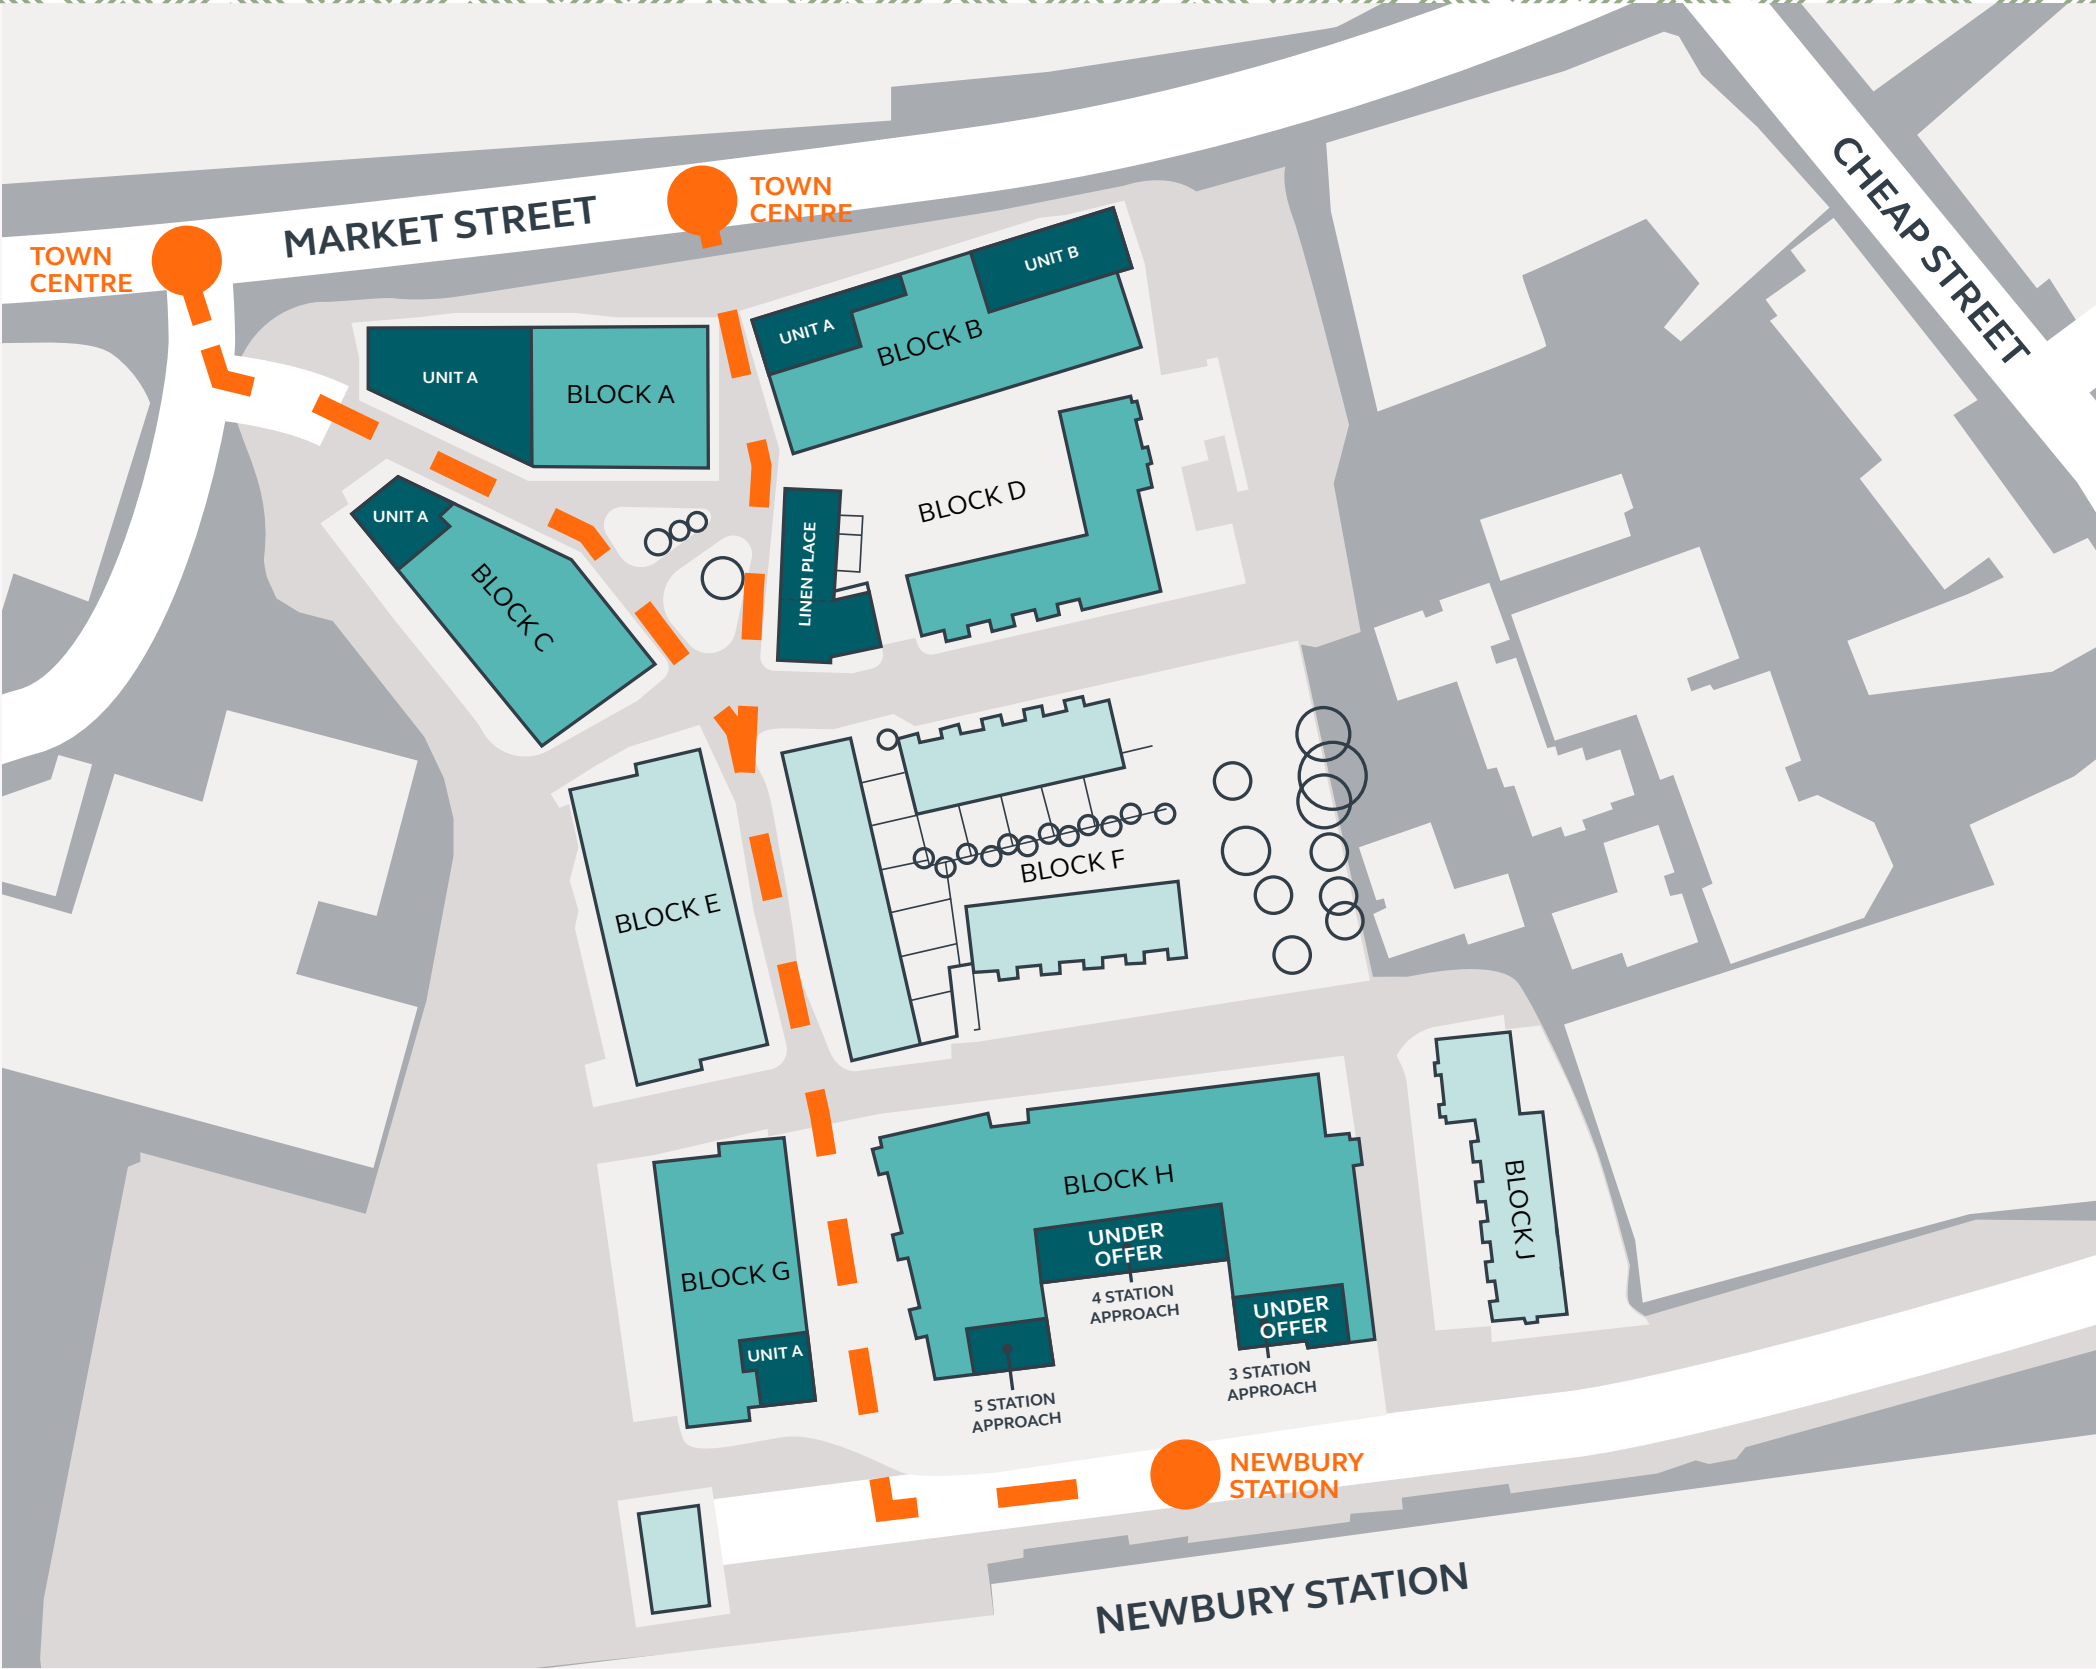 CHEAP STREET
TOWN
CENTRE
MARKET STREET
TOWN
CENTRE
UNIT B
UNIT A
BLOCK B
UNIT A
BLOCK A
UNIT A
BLOCK C
LINEN PLACE
BLOCK D
BLOCK E
BLOCK F
BLOCK G
UNIT A
BLOCK H
UNDER
OFFER
4 STATION
APPROACH
UNDER
OFFER
3 STATION
APPROACH
5 STATION
APPROACH
BLOCK J
NEWBURY
STATION
NEWBURY STATION